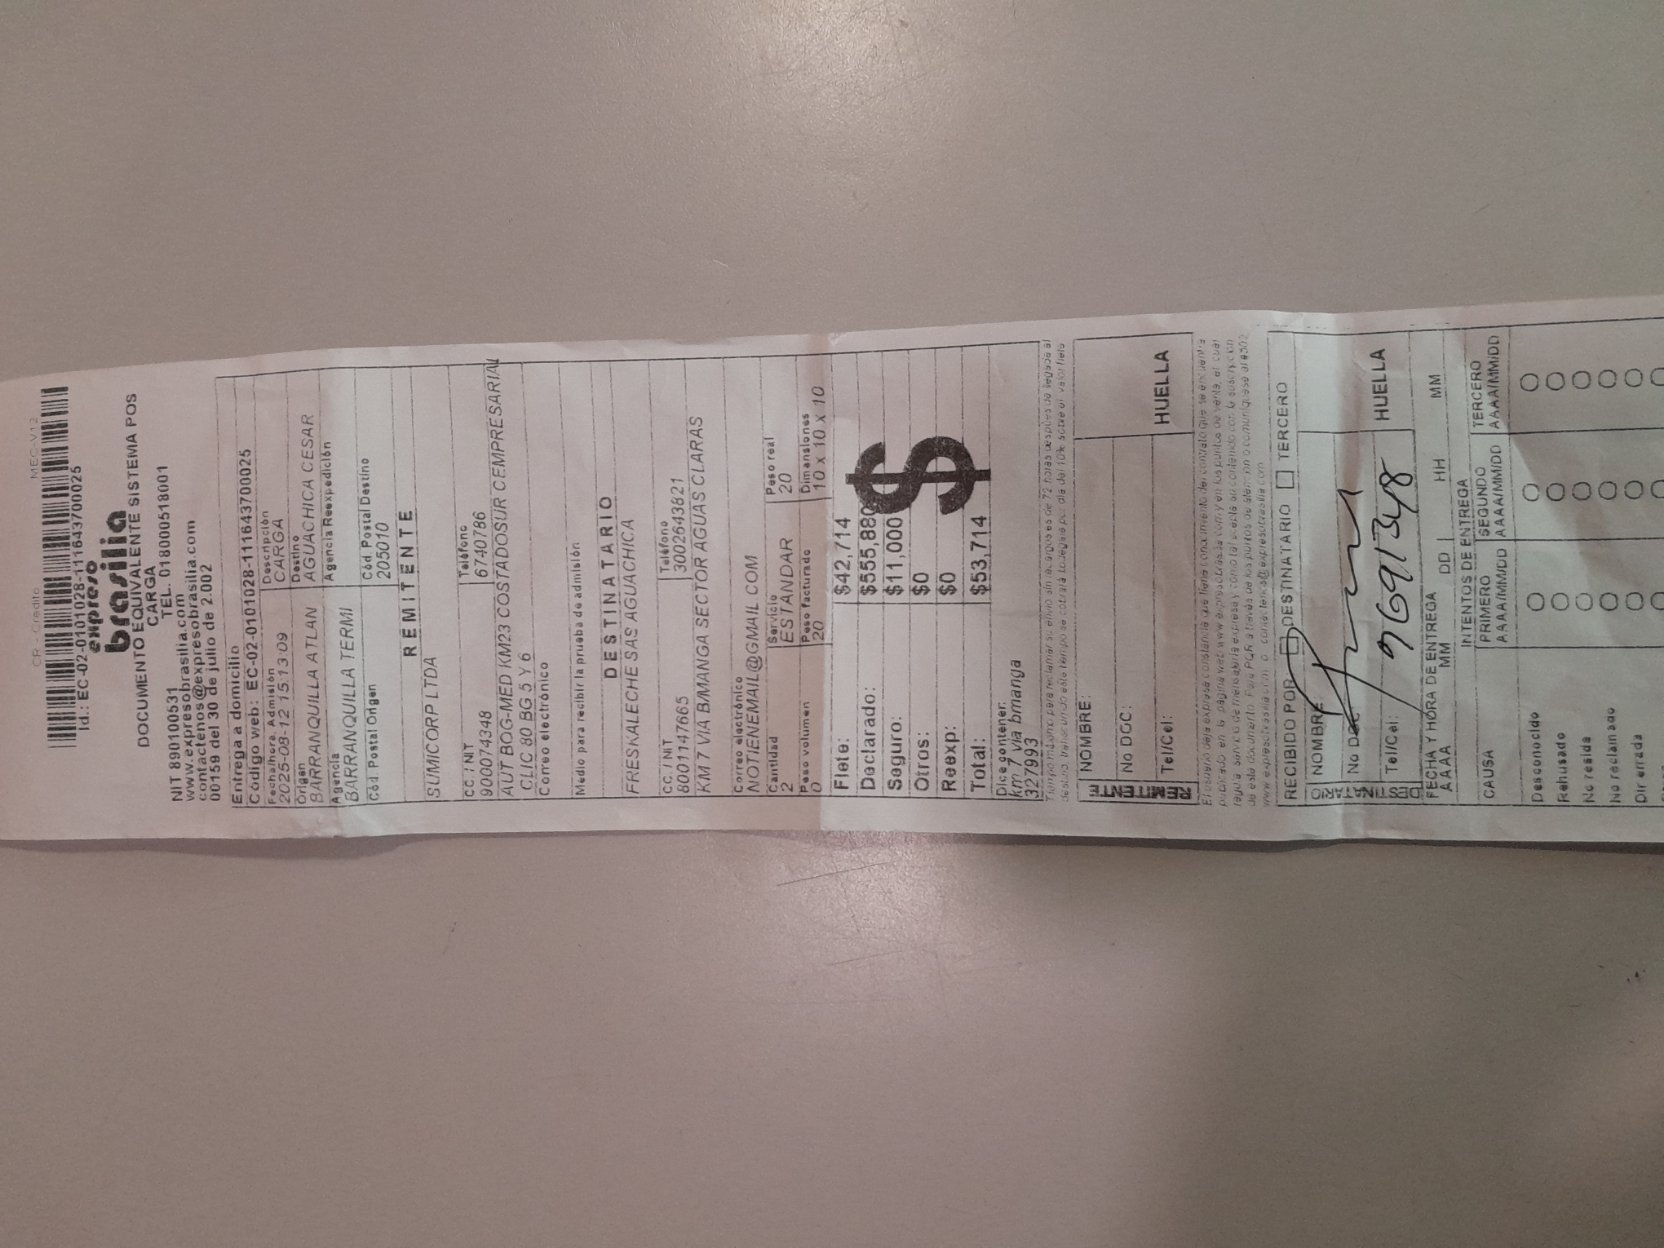 CR - Credito MEC.V12
Id.: EC-02-0101028-11164370​0025
expreso
brasilia
DOCUMENTO EQUIVALENTE SISTEMA POS
CARGA
NIT 890100531 TEL. 018000518001
www.expresobrasilia.com
contactenos@expresobrasilia.com
00159 del 30 de julio de 2.002
Entrega a domicilio
Código web: EC-02-0101028-11164370​0025
Fecha/hora. Admisión Descripción
2025-08-12 15:13:09 CARGA
Origen Destino
BARRANQUILLA ATLAN AGUACHICA CESAR
Agencia Agencia Reexpedición
BARRANQUILLA TERMI
Cód Postal Origen Cód Postal Destino
205010
REMITENTE
SUMICORP LTDA
CC / NIT Teléfono
900074348 6740786
AUT BOG-MED KM23 COSTADOSUR C.EMPRESARIAL
CLIC 80 BG 5 Y 6
Correo electrónico
Medio para recibir la prueba de admisión
DESTINATARIO
FRESKALECHE SAS AGUACHICA
CC. / NIT Teléfono
8001147665 3002643821
KM 7 VIA B/MANGA SECTOR AGUAS CLARAS
Correo electrónico
NOTIENEMAIL@GMAIL.COM
Cantidad Servicio Peso real
2 ESTANDAR 20
Peso volumen Peso facturado Dimensiones
0 20 10 x 10 x 10
Flete: $42,714
Declarado: $555,880
Seguro: $11,000
Otros: $0
Reexp: $0
Total: $53,714
$
$
Dice contener:
km 7 via bmanga
327993
REMITENTE
NOMBRE:
No DOC:
Tel/Cel: HUELLA
RECIBIDO POR: DESTINATARIO TERCERO
DESTINATARIO
NOMBRE
No DOC
Tel/Cel: 9691348 HUELLA
FECHA Y HORA DE ENTREGA
AAAA MM DD HH MM
INTENTOS DE ENTREGA
CAUSA PRIMERO SEGUNDO TERCERO
AAAA/MM/DD AAAA/MM/DD AAAA/MM/DD
Desconocido
Rehusado
No reside
No reclamado
Dir errada